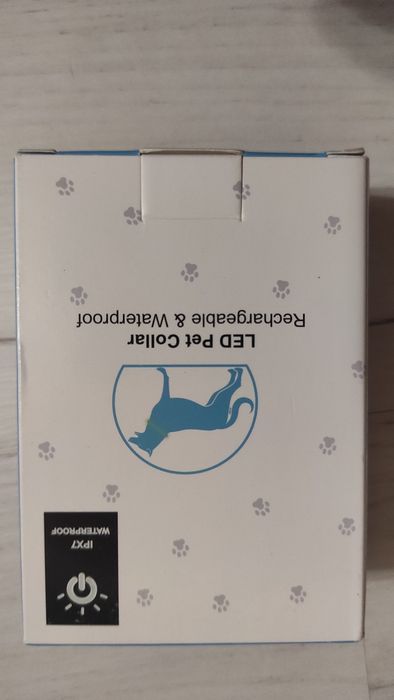 IPX7
WATERPROOF
LED Pet Collar
Rechargeable & Waterproof